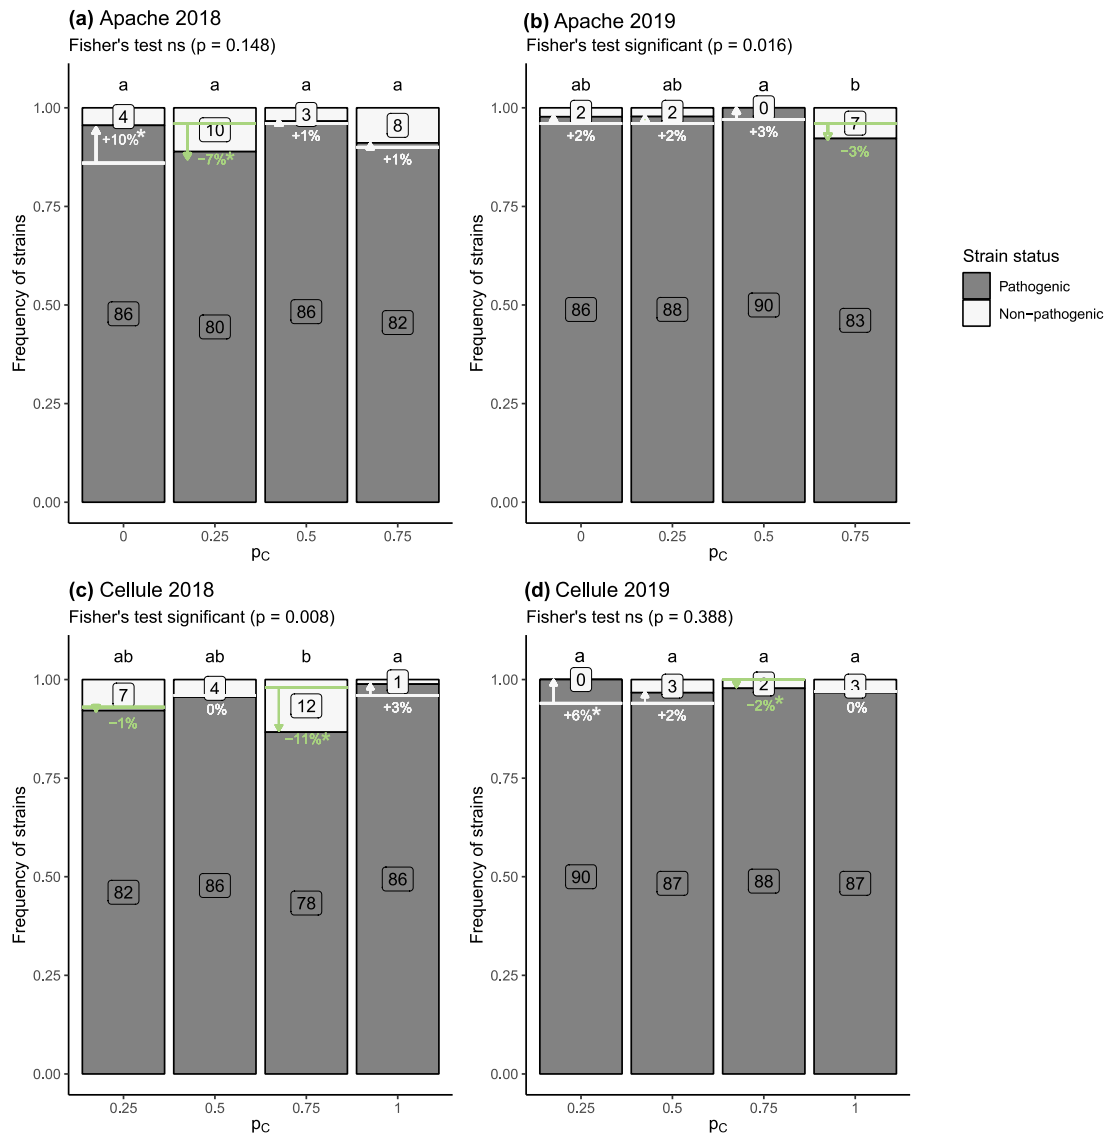 (a) Apache 2018
Fisher's test ns (p = 0.148)
a a a a
1.00
0.75
0.50
0.25
0.00
Frequency of strains
4 10 3 8
+10%* −7%* +1% +1%
86 80 86 82
0 0.25 0.5 0.75
pC
(b) Apache 2019
Fisher's test significant (p = 0.016)
ab ab a b
1.00
0.75
0.50
0.25
0.00
Frequency of strains
2 2 0 7
+2% +2% +3% −3%
86 88 90 83
0 0.25 0.5 0.75
pC
Strain status
Pathogenic
Non−pathogenic
(c) Cellule 2018
Fisher's test significant (p = 0.008)
ab ab b a
1.00
0.75
0.50
0.25
0.00
Frequency of strains
7 4 12 1
−1% 0% −11%* +3%
82 86 78 86
0.25 0.5 0.75 1
pC
(d) Cellule 2019
Fisher's test ns (p = 0.388)
a a a a
1.00
0.75
0.50
0.25
0.00
Frequency of strains
0 3 2 3
+6%* +2% −2%* 0%
90 87 88 87
0.25 0.5 0.75 1
pC